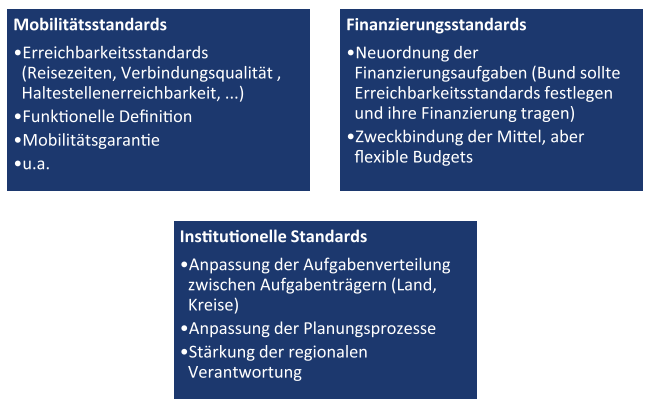 Mobilitätsstandards
•Erreichbarkeitsstandards
(Reisezeiten, Verbindungsqualität ,
Haltestellenerreichbarkeit, ...)
•Funktionelle Definition
•Mobilitätsgarantie
•u.a.
Finanzierungsstandards
•Neuordnung der
Finanzierungsaufgaben (Bund sollte
Erreichbarkeitsstandards festlegen
und ihre Finanzierung tragen)
•Zweckbindung der Mittel, aber
flexible Budgets
Institutionelle Standards
•Anpassung der Aufgabenverteilung
zwischen Aufgabenträgern (Land,
Kreise)
•Anpassung der Planungsprozesse
•Stärkung der regionalen
Verantwortung